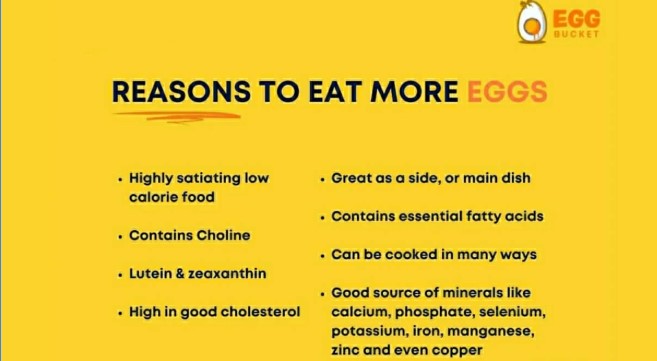 EGG
BUCKET
REASONS TO EAT MORE EGGS
• Highly satiating low
calorie food
• Contains Choline
• Lutein & zeaxanthin
• High in good cholesterol
• Great as a side, or main dish
• Contains essential fatty acids
• Can be cooked in many ways
• Good source of minerals like
calcium, phosphate, selenium,
potassium, iron, manganese,
zinc and even copper